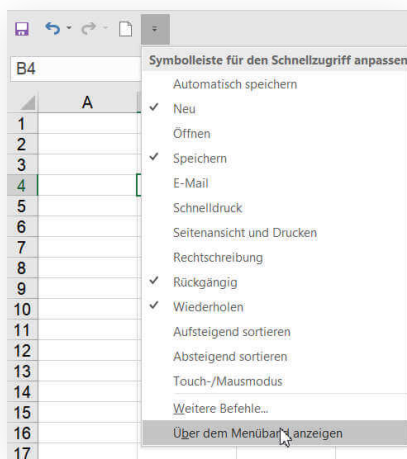 Symbolleiste für den Schnellzugriff anpassen
B4
Automatisch speichern
A
Neu
1
Öffnen
2
Speichern
3
E-Mail
4
Schnelldruck
5
Seitenansicht und Drucken
6
Rechtschreibung
7
Rückgängig
8
Wiederholen
9
Aufsteigend sortieren
10
Absteigend sortieren
11
Touch-/Mausmodus
12
Weitere Befehle...
13
Über dem Menüband anzeigen
14
15
16
17